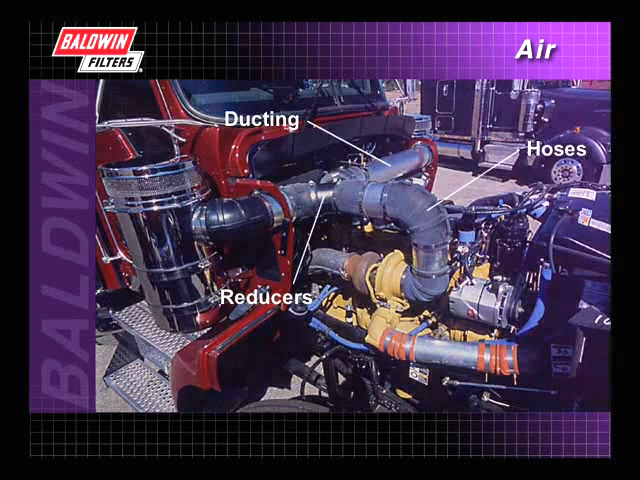 BALDWIN
FILTERS
Air
Ducting
Hoses
Reducers
BALDWIN